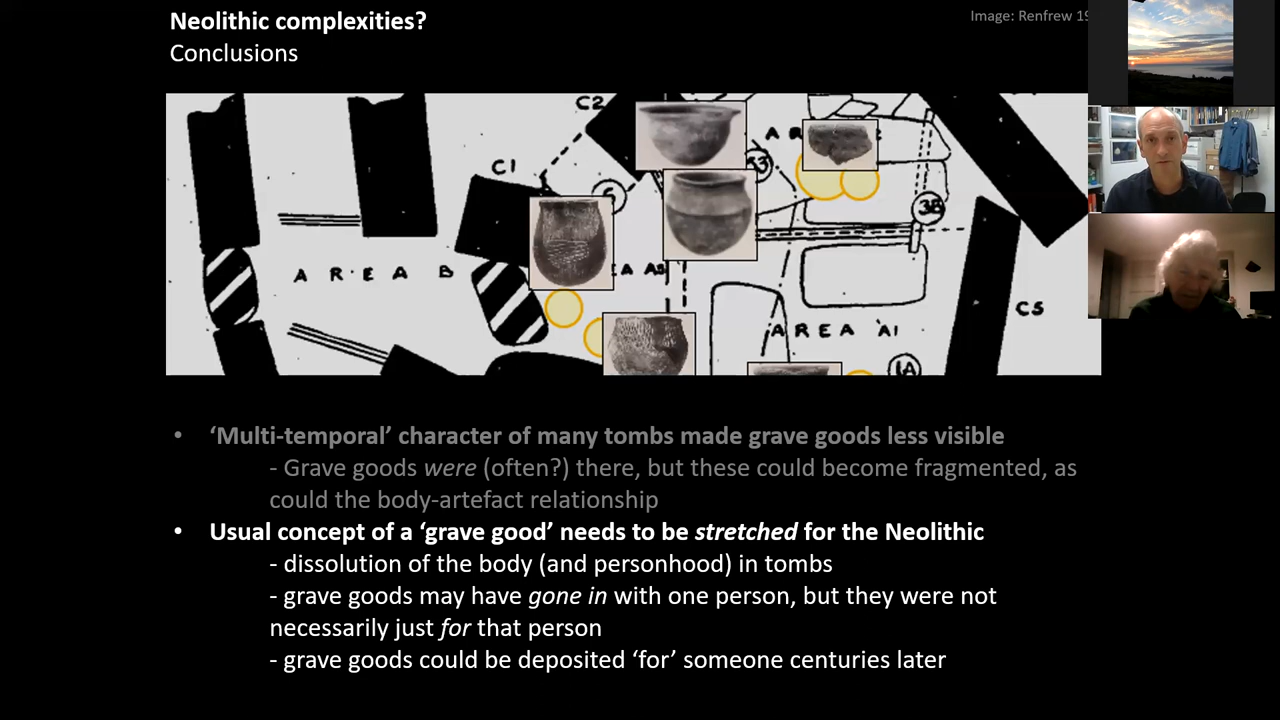 Neolithic complexities?
Conclusions
Image: Renfrew 19
C2
C1
AREA B
33
3B
C5
AREA A1
1A
• ‘Multi-temporal’ character of many tombs made grave goods less visible
- Grave goods were (often?) there, but these could become fragmented, as
could the body-artefact relationship
• Usual concept of a ‘grave good’ needs to be stretched for the Neolithic
- dissolution of the body (and personhood) in tombs
- grave goods may have gone in with one person, but they were not
necessarily just for that person
- grave goods could be deposited ‘for’ someone centuries later